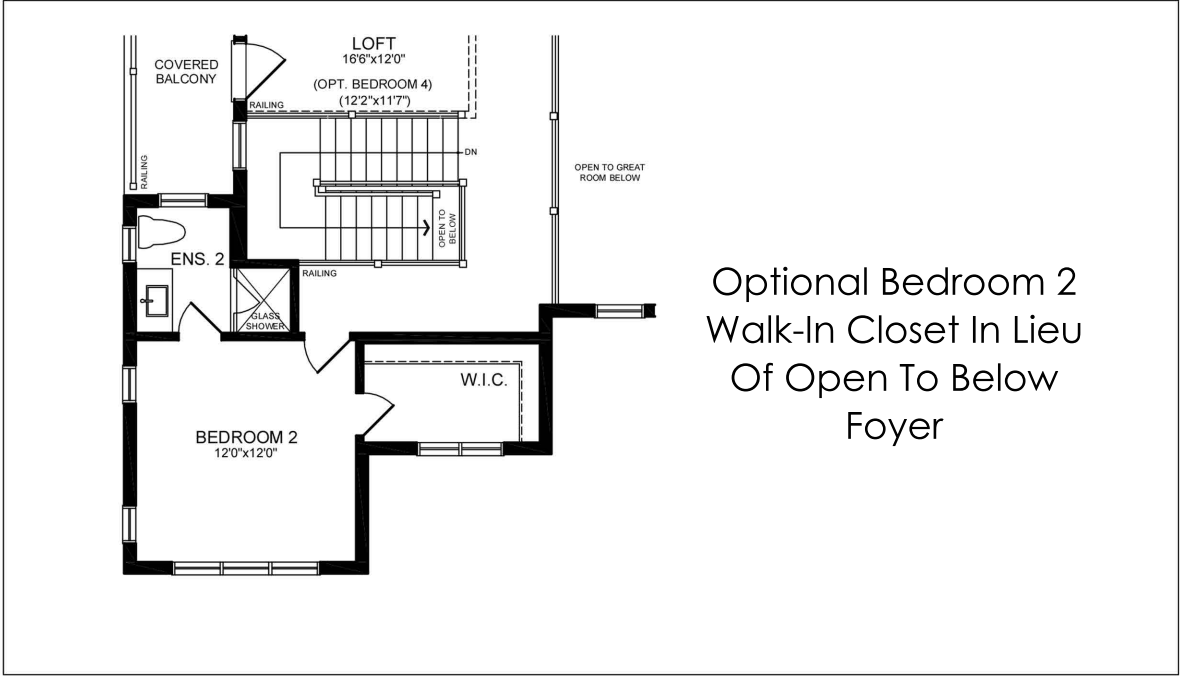 LOFT
16'6"x12'0"
(OPT. BEDROOM 4)
(12'2"x11'7")
COVERED
BALCONY
RAILING
RAILING
DN
OPEN TO GREAT
ROOM BELOW
OPEN TO
BELOW
ENS. 2
RAILING
GLASS
SHOWER
W.I.C.
BEDROOM 2
12'0"x12'0"
Optional Bedroom 2
Walk-In Closet In Lieu
Of Open To Below
Foyer